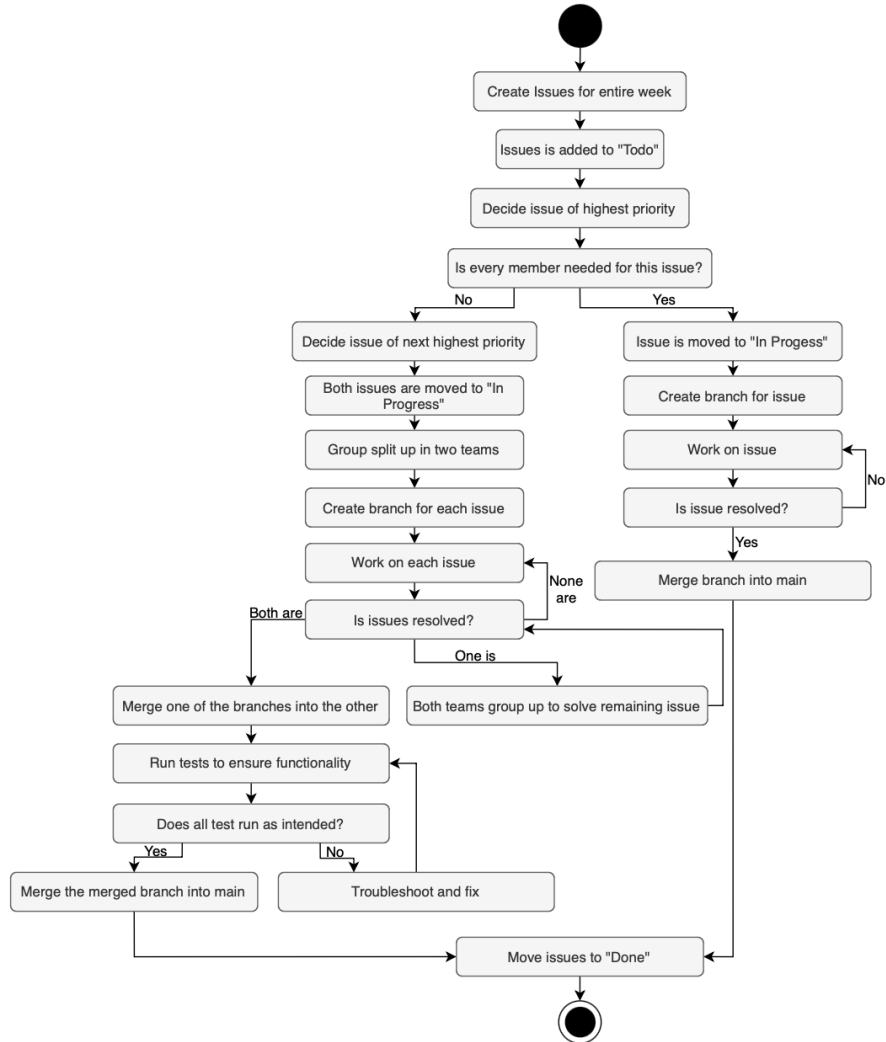 Create Issues for entire week
Issues is added to "Todo"
Decide issue of highest priority
Is every member needed for this issue?
No
Yes
Decide issue of next highest priority
Issue is moved to "In Progess"
Both issues are moved to "In
Progress"
Create branch for issue
Group split up in two teams
Work on issue
No
Create branch for each issue
Is issue resolved?
Yes
Work on each issue
None
are
Merge branch into main
Both are
Is issues resolved?
One is
Merge one of the branches into the other
Both teams group up to solve remaining issue
Run tests to ensure functionality
Does all test run as intended?
Yes
No
Merge the merged branch into main
Troubleshoot and fix
Move issues to "Done"